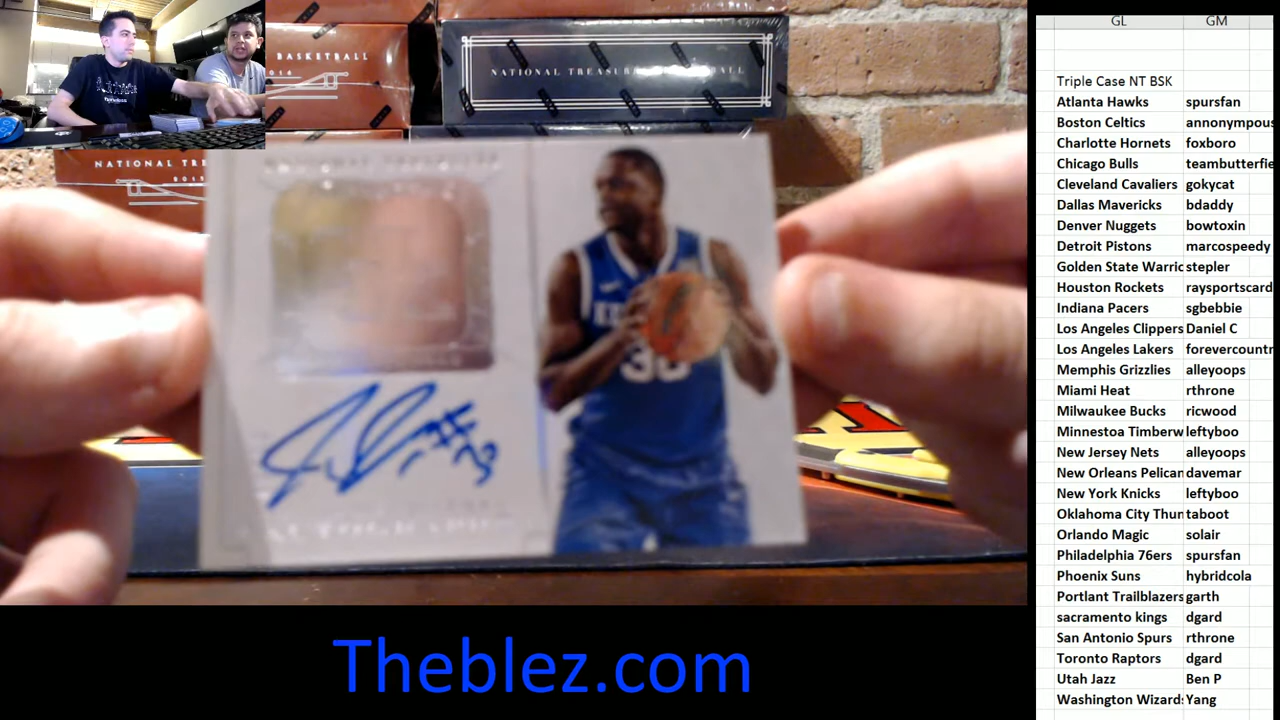 GL GM
Triple Case NT BSK
Atlanta Hawks spursfan
Boston Celtics annonympous
Charlotte Hornets foxboro
Chicago Bulls teambutterfie
Cleveland Cavaliers gokycat
Dallas Mavericks bdaddy
Denver Nuggets bowtoxin
Detroit Pistons marcospeedy
Golden State Warric stepler
Houston Rockets raysportscard
Indiana Pacers sgbebbie
Los Angeles Clippers Daniel C
Los Angeles Lakers forevercountr
Memphis Grizzlies alleyoops
Miami Heat rthrone
Milwaukee Bucks ricwood
Minnestoa Timberw leftyboo
New Jersey Nets alleyoops
New Orleans Pelican davemar
New York Knicks leftyboo
Oklahoma City Thun taboot
Orlando Magic solair
Philadelphia 76ers spursfan
Phoenix Suns hybridcola
Portlant Trailblazers garth
sacramento kings dgard
San Antonio Spurs rthrone
Toronto Raptors dgard
Utah Jazz Ben P
Washington Wizards Yang
BASKETBALL
NATIONAL TREASURES BASKETBALL
NATIONAL TRE
Theblez.com